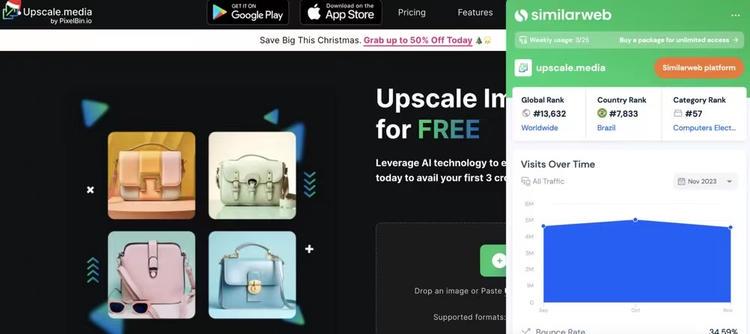 Upscale.media
by PixelBin.io
GET IT ON
Google Play
Download on the
App Store
Pricing
Features
Save Big This Christmas. Grab up to 50% Off Today
Upscale Im
for FREE
Leverage AI technology to e
today to avail your first 3 cre
Drop an image or Paste
Supported formats:
similarweb
Weekly usage: 3/25
Buy a package for unlimited access →
upscale.media
Similarweb platform
Global Rank
#13,632
Worldwide
Country Rank
#7,833
Brazil
Category Rank
#57
Computers Elect...
Visits Over Time
All Traffic
Nov 2023
6M
5M
4M
3M
2M
1M
0
Sep
Oct
Nov
Bounce Rate
34.59%